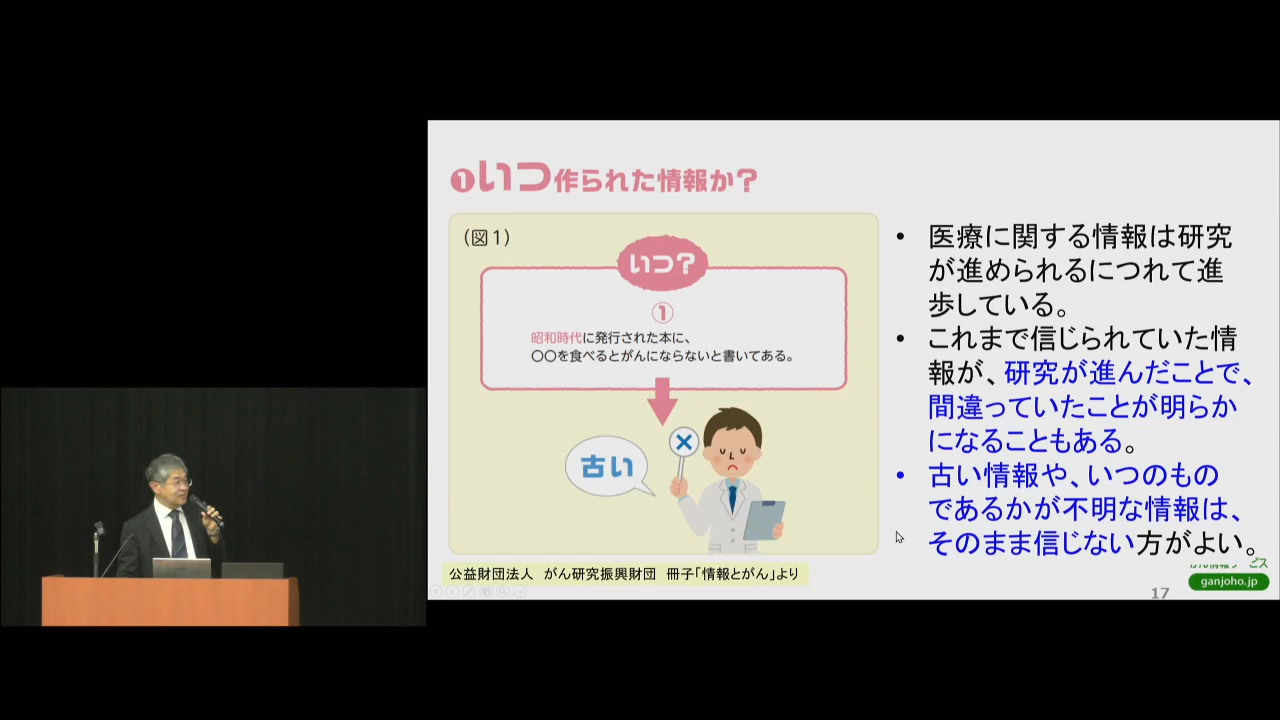 ❶いつ作られた情報か？
（図１）
いつ？
①
昭和時代に発行された本に、
〇〇を食べるとがんにならないと書いてある。
古い
公益財団法人　がん研究振興財団　冊子「情報とがん」より
• 医療に関する情報は研究
が進められるにつれて進
歩している。
• これまで信じられていた情
報が、研究が進んだことで、
間違っていたことが明らか
になることもある。
• 古い情報や、いつのもの
であるかが不明な情報は、
そのまま信じない方がよい。
ganjoho.jp
17